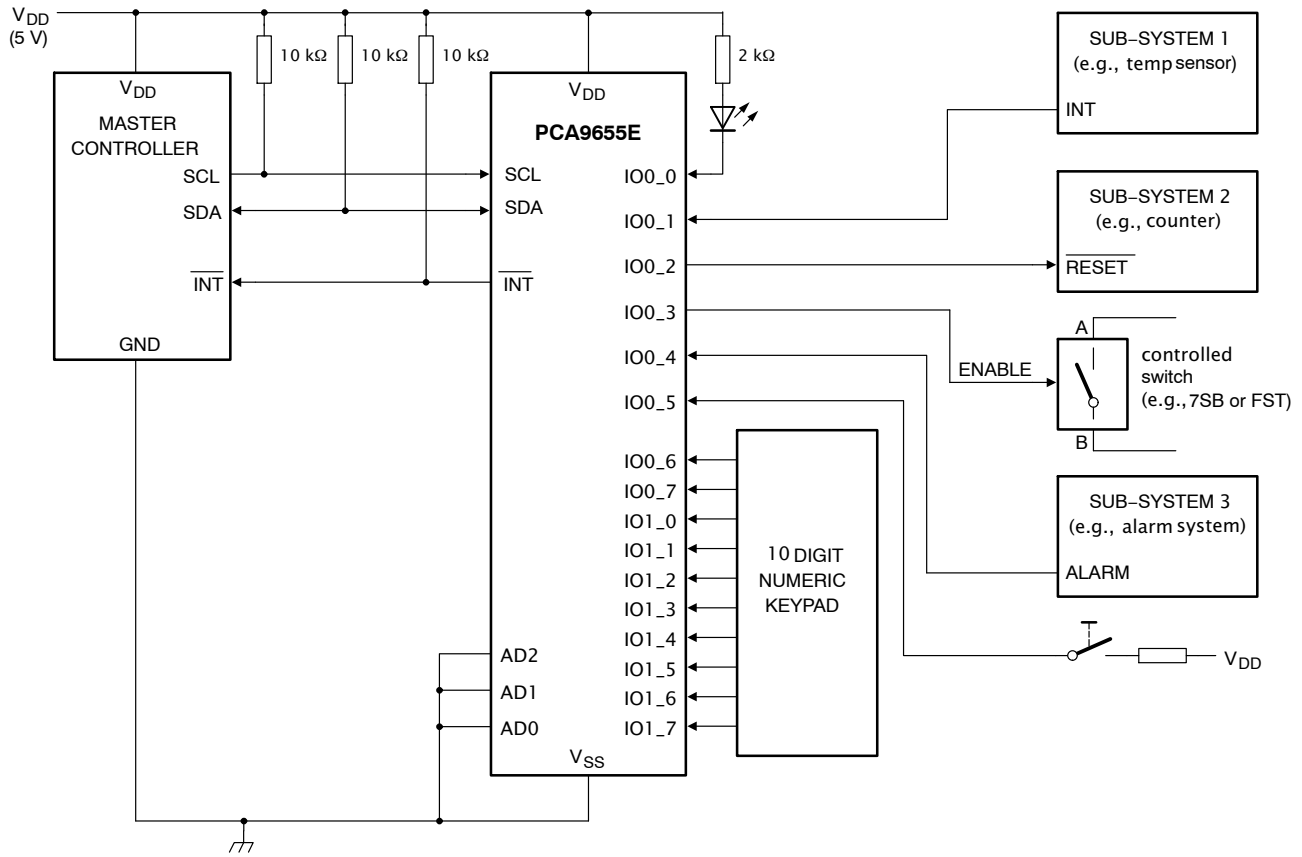 VDD
(5 V)
10 kΩ
10 kΩ
10 kΩ
2 kΩ
VDD
MASTER
CONTROLLER
SCL
SDA
INT
GND
VDD
PCA9655E
SCL
SDA
INT
AD2
AD1
AD0
VSS
IO0_0
IO0_1
IO0_2
IO0_3
IO0_4
IO0_5
IO0_6
IO0_7
IO1_0
IO1_1
IO1_2
IO1_3
IO1_4
IO1_5
IO1_6
IO1_7
10 DIGIT
NUMERIC
KEYPAD
SUB-SYSTEM 1
(e.g., temp sensor)
INT
SUB-SYSTEM 2
(e.g., counter)
RESET
ENABLE
A
B
controlled
switch
(e.g., 7SB or FST)
SUB-SYSTEM 3
(e.g., alarm system)
ALARM
VDD